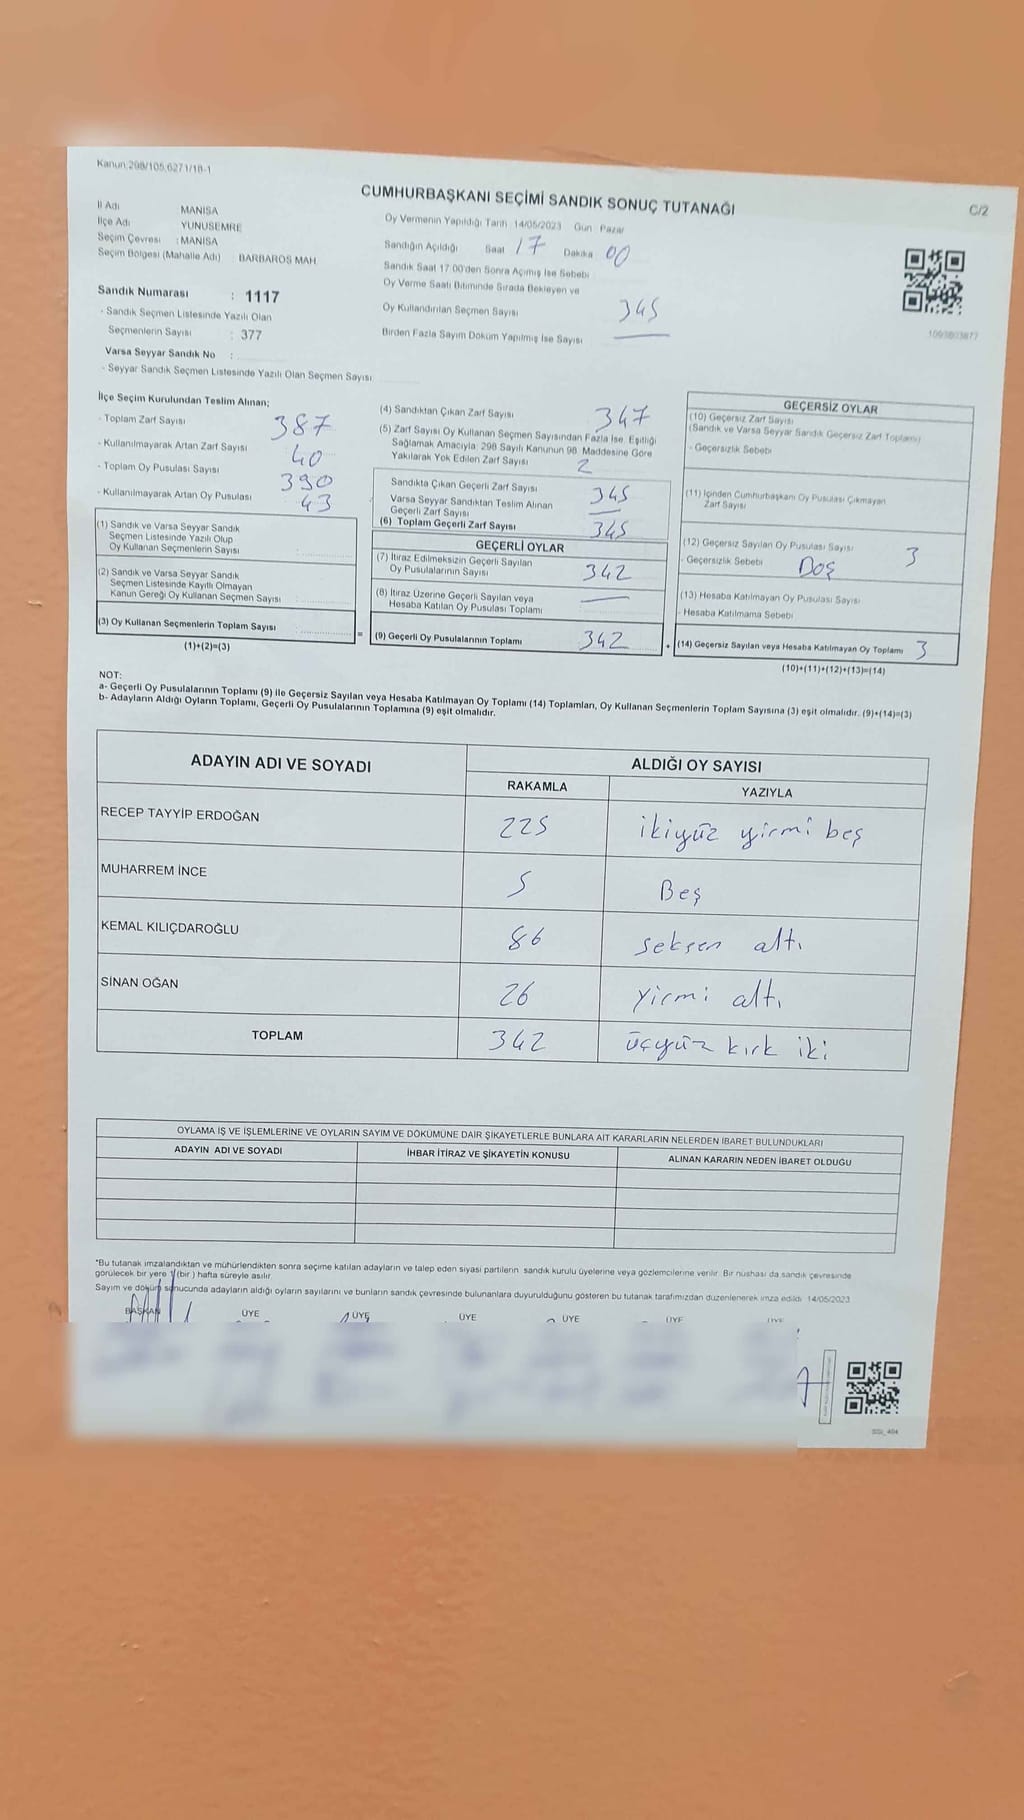 Kanun:298/105,6271/18-1
CUMHURBAŞKANI SEÇİMİ SANDIK SONUÇ TUTANAĞI
C/2
İl Adı MANİSA
İlçe Adı YUNUSEMRE
Seçim Çevresi : MANİSA
Seçim Bölgesi (Mahalle Adı) : BARBAROS MAH.
Sandık Numarası : 1117
- Sandık Seçmen Listesinde Yazılı Olan
Seçmenlerin Sayısı : 377
Varsa Seyyar Sandık No :
- Seyyar Sandık Seçmen Listesinde Yazılı Olan Seçmen Sayısı
Oy Vermenin Yapıldığı Tarih 14/05/2023 Gün Pazar
Sandığın Açıldığı Saat 17 Dakika 00
Sandık Saat 17:00'den Sonra Açımış İse Sebebi
Oy Verme Saati Bitiminde Sırada Bekleyen ve
Oy Kullandırılan Seçmen Sayısı 345
Birden Fazla Sayım Döküm Yapılmış İse Sayısı
1093803877
İlçe Seçim Kurulundan Teslim Alınan;
- Toplam Zarf Sayısı 387
- Kullanılmayarak Artan Zarf Sayısı 40
- Toplam Oy Pusulası Sayısı 390
- Kullanılmayarak Artan Oy Pusulası 43
(1) Sandık ve Varsa Seyyar Sandık
Seçmen Listesinde Yazılı Olup
Oy Kullanan Seçmenlerin Sayısı
(2) Sandık ve Varsa Seyyar Sandık
Seçmen Listesinde Kayıtlı Olmayan
Kanun Gereği Oy Kullanan Seçmen Sayısı
(3) Oy Kullanan Seçmenlerin Toplam Sayısı =
(1)+(2)=(3)
(4) Sandıktan Çıkan Zarf Sayısı 347
(5) Zarf Sayısı Oy Kullanan Seçmen Sayısından Fazla İse, Eşitliği
Sağlamak Amacıyla; 298 Sayılı Kanunun 98. Maddesine Göre
Yakılarak Yok Edilen Zarf Sayısı 2
Sandıkta Çıkan Geçerli Zarf Sayısı 345
Varsa Seyyar Sandıktan Teslim Alınan
Geçerli Zarf Sayısı
(6) Toplam Geçerli Zarf Sayısı 345
GEÇERLİ OYLAR
(7) İtiraz Edilmeksizin Geçerli Sayılan
Oy Pusulalarının Sayısı 342
(8) İtiraz Üzerine Geçerli Sayılan veya
Hesaba Katılan Oy Pusulası Toplamı
(9) Geçerli Oy Pusulalarının Toplamı 342 +
GEÇERSİZ OYLAR
(10) Geçersiz Zarf Sayısı
(Sandık ve Varsa Seyyar Sandık Geçersiz Zarf Toplamı)
- Geçersizlik Sebebi
(11) İçinden Cumhurbaşkanı Oy Pusulası Çıkmayan
Zarf Sayısı
(12) Geçersiz Sayılan Oy Pusulası Sayısı 3
- Geçersizlik Sebebi Boş
(13) Hesaba Katılmayan Oy Pusulası Sayısı
- Hesaba Katılmama Sebebi
(14) Geçersiz Sayılan veya Hesaba Katılmayan Oy Toplamı 3
(10)+(11)+(12)+(13)=(14)
NOT:
a- Geçerli Oy Pusulalarının Toplamı (9) ile Geçersiz Sayılan veya Hesaba Katılmayan Oy Toplamı (14) Toplamları, Oy Kullanan Seçmenlerin Toplam Sayısına (3) eşit olmalıdır. (9)+(14)=(3)
b- Adayların Aldığı Oyların Toplamı, Geçerli Oy Pusulalarının Toplamına (9) eşit olmalıdır.
ADAYIN ADI VE SOYADI
ALDIĞI OY SAYISI
RAKAMLA YAZIYLA
RECEP TAYYİP ERDOĞAN 225 ikiyüz yirmi beş
MUHARREM İNCE 5 Beş
KEMAL KILIÇDAROĞLU 86 seksen altı
SİNAN OĞAN 26 yirmi altı
TOPLAM 342 üçyüz kırk iki
OYLAMA İŞ VE İŞLEMLERİNE VE OYLARIN SAYIM VE DÖKÜMÜNE DAİR ŞİKAYETLERLE BUNLARA AİT KARARLARIN NELERDEN İBARET BULUNDUKLARI
ADAYIN ADI VE SOYADI İHBAR İTİRAZ VE ŞİKAYETİN KONUSU ALINAN KARARIN NEDEN İBARET OLDUĞU
*Bu tutanak imzalandıktan ve mühürlendikten sonra seçime katılan adayların ve talep eden siyasi partilerin sandık kurulu üyelerine veya gözlemcilerine verilir. Bir nüshası da sandık çevresinde
görülecek bir yere 1 (bir ) hafta süreyle asılır.
Sayım ve döküm sonucunda adayların aldığı oyların sayılarını ve bunların sandık çevresinde bulunanlara duyurulduğunu gösteren bu tutanak tarafımızdan düzenlenerek imza edildi. 14/05/2023
BAŞKAN ÜYE ÜYE ÜYE ÜYE ÜYE ÜYE